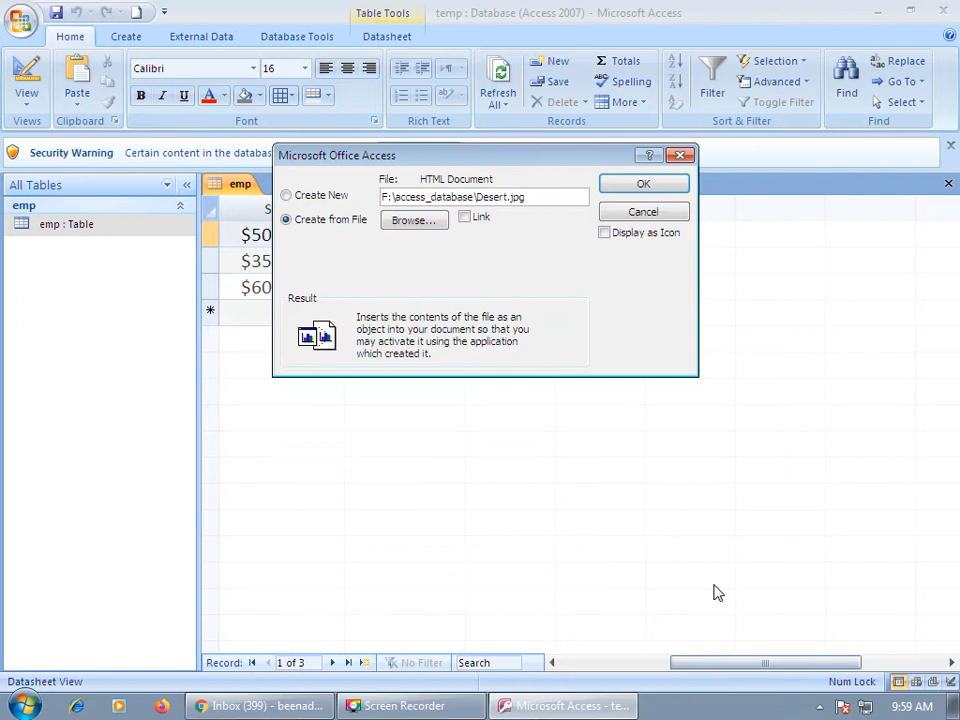 Table Tools
temp : Database (Access 2007) - Microsoft Access
Home Create External Data Database Tools Datasheet
Calibri 16
View
Paste
New
Save
Delete
Totals
Spelling
More
Refresh
All
Filter
Selection
Advanced
Toggle Filter
Find
Replace
Go To
Select
B I U A
Views Clipboard Font Rich Text Records Sort & Filter Find
Security Warning Certain content in the databas
All Tables
emp
emp : Table
emp
S
$50
$35
$60
Microsoft Office Access
File: HTML Document
Create New
F:\access_database\Desert.jpg
OK
Create from File
Browse...
Link
Cancel
Display as Icon
Result
Inserts the contents of the file as an
object into your document so that you
may activate it using the application
which created it.
Record: 1 of 3 No Filter Search
Datasheet View Num Lock
Inbox (399) - beenad... Screen Recorder Microsoft Access - te... 9:59 AM